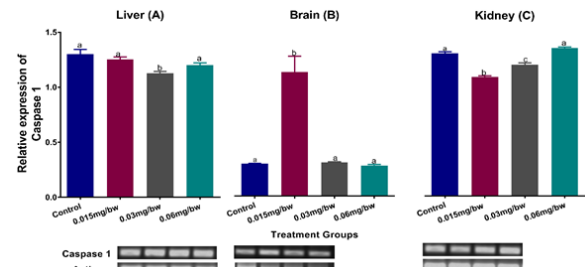 Liver (A)
Brain (B)
Kidney (C)
Relative expression of
Caspase 1
1.5
1.0
0.5
0.0
a
a
b
a
a
b
a
a
a
b
c
a
Control
0.015mg/bw
0.03mg/bw
0.06mg/bw
Control
0.015mg/bw
0.03mg/bw
0.06mg/bw
Control
0.015mg/bw
0.03mg/bw
0.06mg/bw
Treatment Groups
Caspase 1